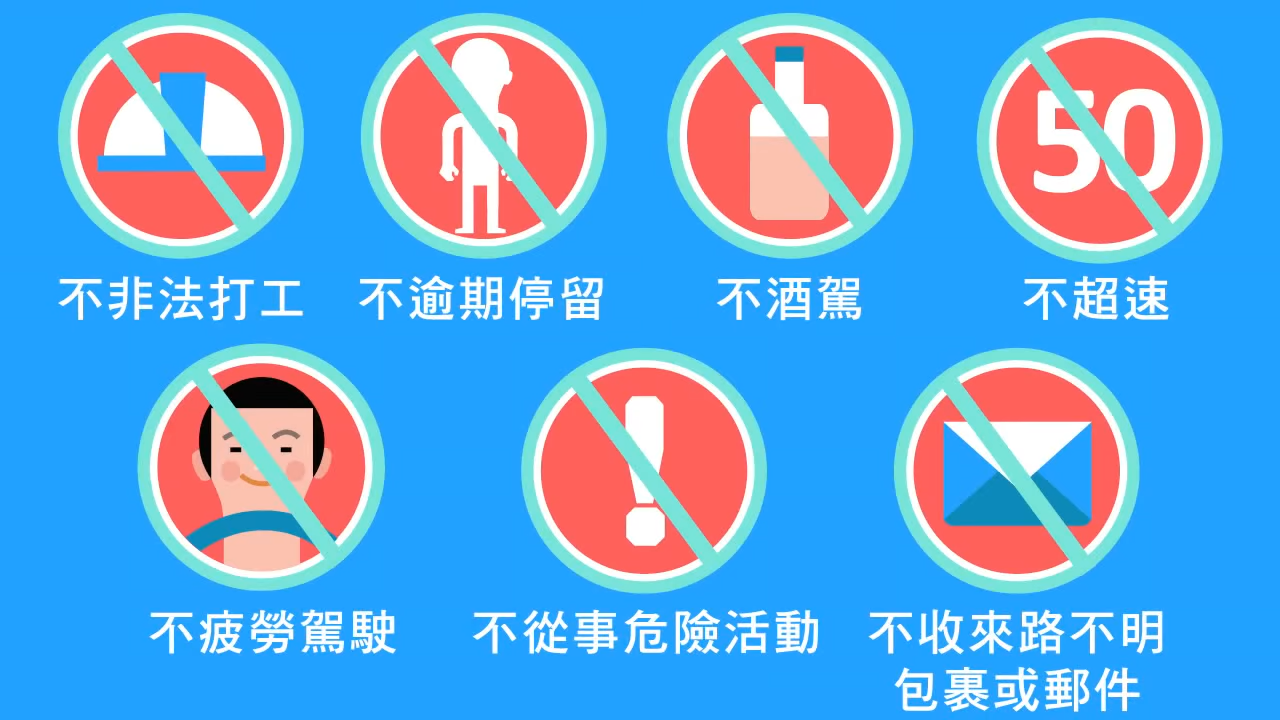 50
不非法打工
不逾期停留
不酒駕
不超速
不疲勞駕駛
不從事危險活動
不收來路不明
包裹或郵件